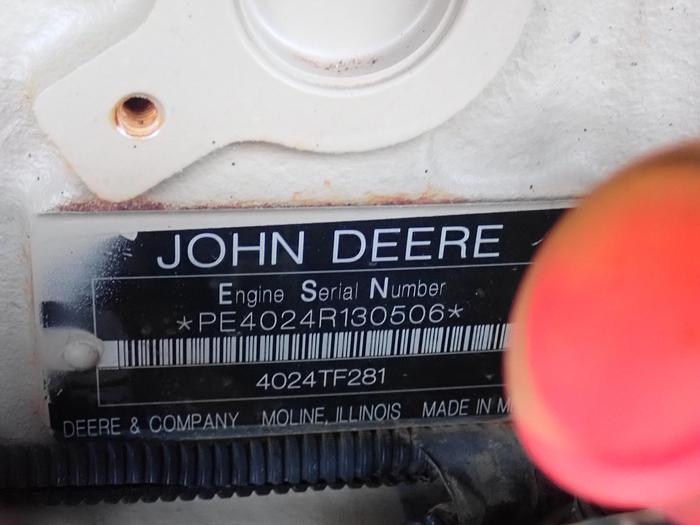 JOHN DEERE
Engine Serial Number
*PE4024R130506*
4024TF281
DEERE & COMPANY MOLINE, ILLINOIS MADE IN